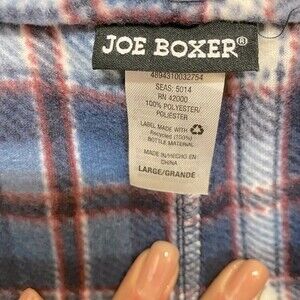 JOE BOXER®
4894310032754
SEAS: 5014
RN 42000
100% POLYESTER/
POLIESTER
LABEL MADE WITH
Recycled (100%)
BOTTLE MATERIAL
MADE IN/HECHO EN
CHINA
LARGE/GRANDE